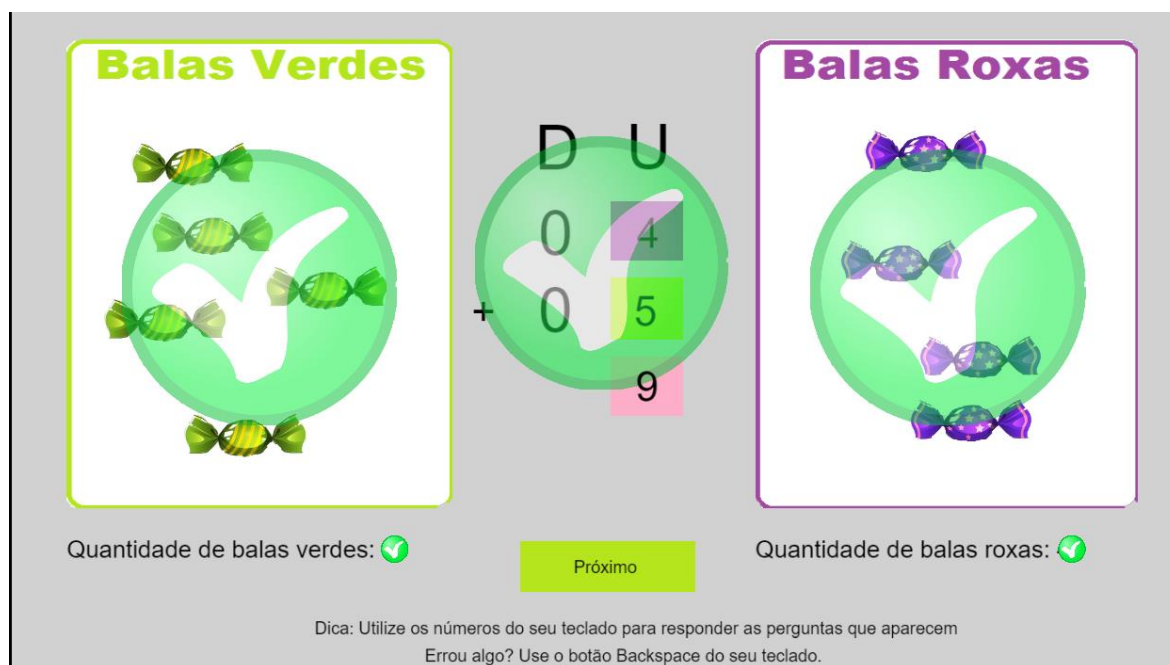 Balas Verdes
Balas Roxas
D U
0 4
+ 0 5
9
Quantidade de balas verdes:
Quantidade de balas roxas:
Próximo
Dica: Utilize os números do seu teclado para responder as perguntas que aparecem
Errou algo? Use o botão Backspace do seu teclado.